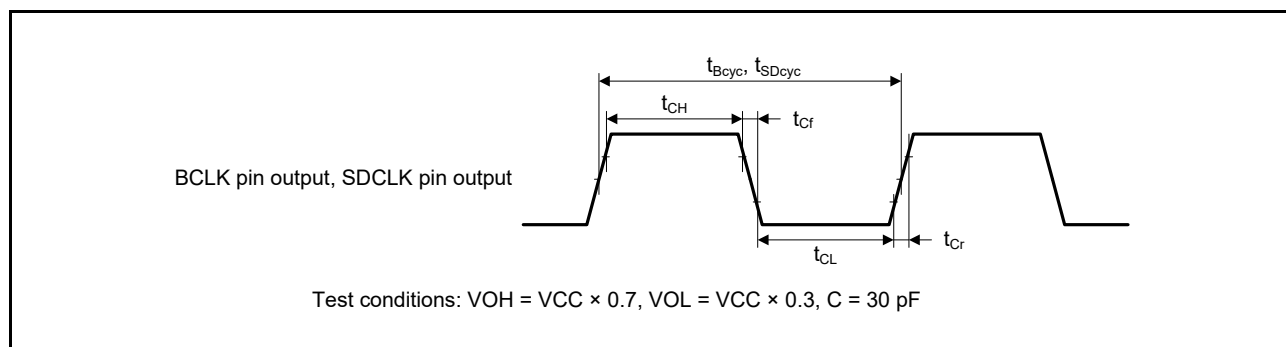 tBcyc, tSDcyc
tCH
tCf
BCLK pin output, SDCLK pin output
tCr
tCL
Test conditions: VOH = VCC × 0.7, VOL = VCC × 0.3, C = 30 pF